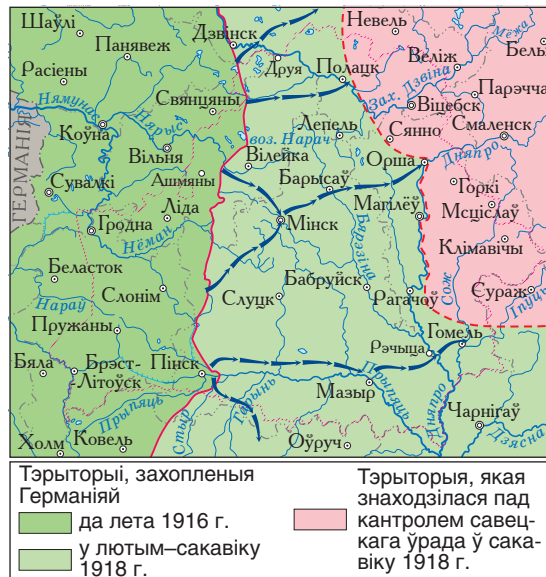 Шаўлі
Панявеж
Дзвінск
Друя
Невель
Мёжа
Веліж
Расіены
Полацк
Зах. Дзвіна
Парэчча
Свянцяны
Нямунас
Коўна
Нярыс
Віцебск
Лепель
Сянно
Смаленск
воз. Нарач
Вільня
Вілейка
Орша
Дняпро
ГЕРМАНІЯ
Сувалкі
Ашмяны
Барысаў
Горкі
Магілёў
Мсціслаў
Гродна
Ліда
Мінск
Нёман
Бярэзіна
Клімавічы
Беласток
Слонім
Слуцк
Бабруйск
Рагачоў
Сож
Сураж
Іпуць
Нараў
Пружаны
Гомель
Рэчыца
Бяла
Брэст-
Літоўск
Пінск
Прыпяць
Мазыр
Прыпяць
Гарынь
Стыр
Дняпро
Чарнігаў
Дзясна
Холм
Ковель
Оўруч
Тэрыторыі, захопленыя
Германіяй
да лета 1916 г.
у лютым–сакавіку
1918 г.
Тэрыторыя, якая
знаходзілася пад
кантролем савец-
кага ўрада ў сака-
віку 1918 г.